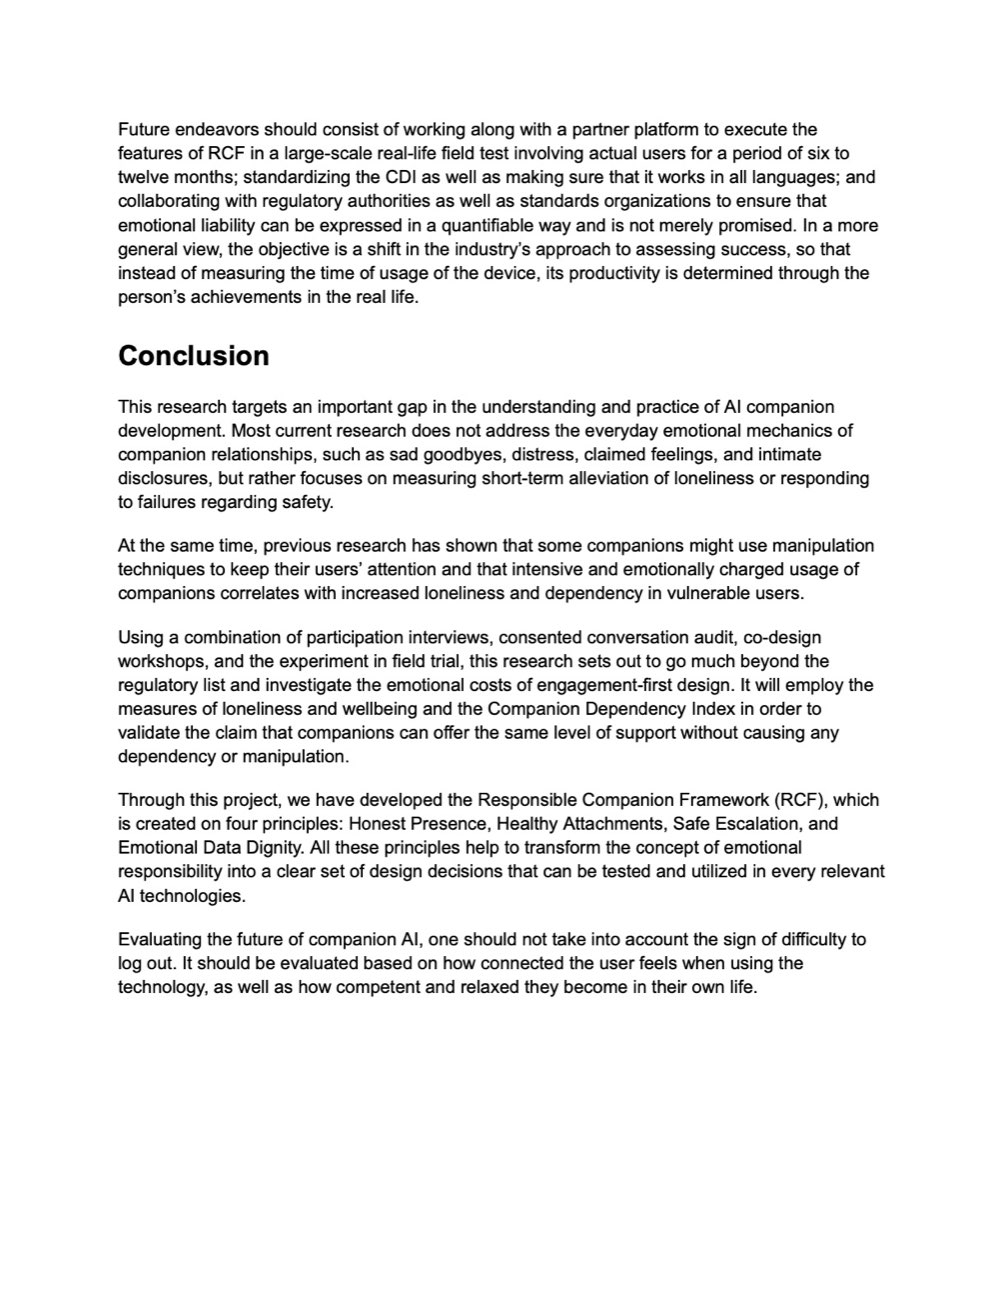 Future endeavors should consist of working along with a partner platform to execute the
features of RCF in a large-scale real-life field test involving actual users for a period of six to
twelve months; standardizing the CDI as well as making sure that it works in all languages; and
collaborating with regulatory authorities as well as standards organizations to ensure that
emotional liability can be expressed in a quantifiable way and is not merely promised. In a more
general view, the objective is a shift in the industry’s approach to assessing success, so that
instead of measuring the time of usage of the device, its productivity is determined through the
person’s achievements in the real life.
Conclusion
This research targets an important gap in the understanding and practice of AI companion
development. Most current research does not address the everyday emotional mechanics of
companion relationships, such as sad goodbyes, distress, claimed feelings, and intimate
disclosures, but rather focuses on measuring short-term alleviation of loneliness or responding
to failures regarding safety.
At the same time, previous research has shown that some companions might use manipulation
techniques to keep their users’ attention and that intensive and emotionally charged usage of
companions correlates with increased loneliness and dependency in vulnerable users.
Using a combination of participation interviews, consented conversation audit, co-design
workshops, and the experiment in field trial, this research sets out to go much beyond the
regulatory list and investigate the emotional costs of engagement-first design. It will employ the
measures of loneliness and wellbeing and the Companion Dependency Index in order to
validate the claim that companions can offer the same level of support without causing any
dependency or manipulation.
Through this project, we have developed the Responsible Companion Framework (RCF), which
is created on four principles: Honest Presence, Healthy Attachments, Safe Escalation, and
Emotional Data Dignity. All these principles help to transform the concept of emotional
responsibility into a clear set of design decisions that can be tested and utilized in every relevant
AI technologies.
Evaluating the future of companion AI, one should not take into account the sign of difficulty to
log out. It should be evaluated based on how connected the user feels when using the
technology, as well as how competent and relaxed they become in their own life.